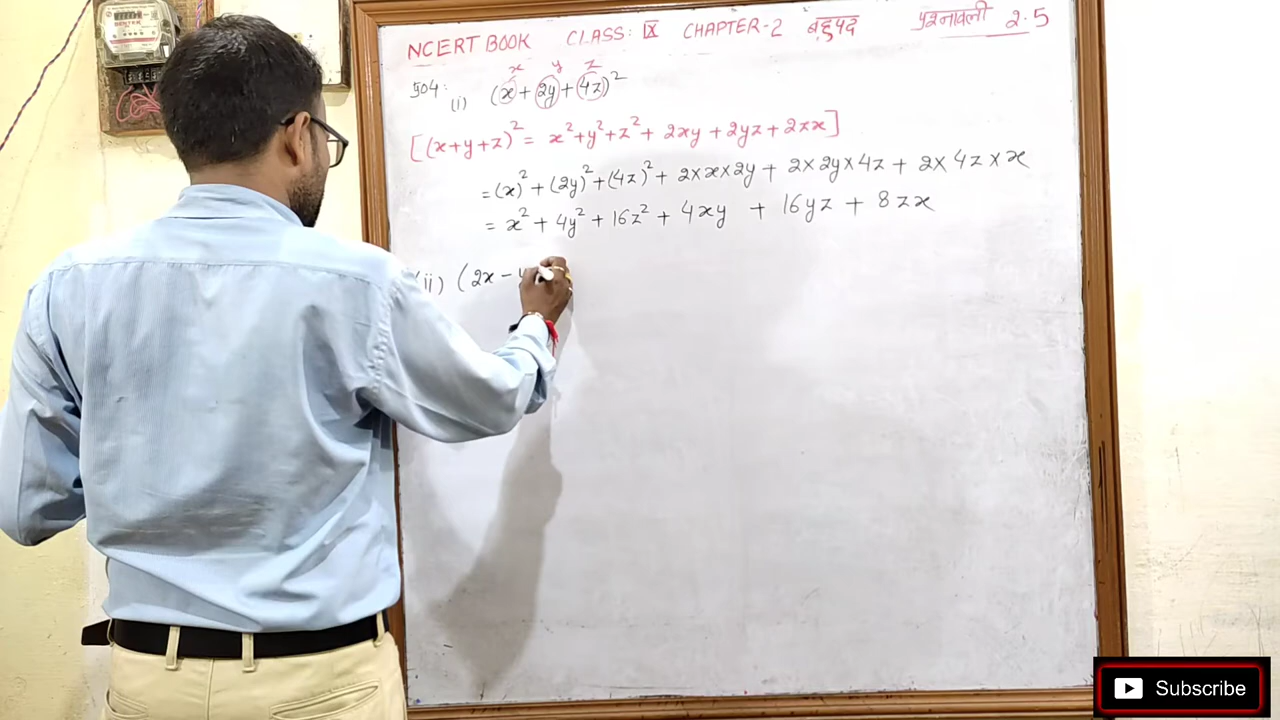 NCERT BOOK CLASS: IX CHAPTER-2 बहुपद प्रश्नावली 2.5
x y z
प्र04: (i) (x + 2y + 4z)²
[(x+y+z)² = x² + y² + z² + 2xy + 2yz + 2zx]
= (x)² + (2y)² + (4z)² + 2×x×2y + 2×2y×4z + 2×4z×x
= x² + 4y² + 16z² + 4xy + 16yz + 8zx
(ii) (2x -
Subscribe